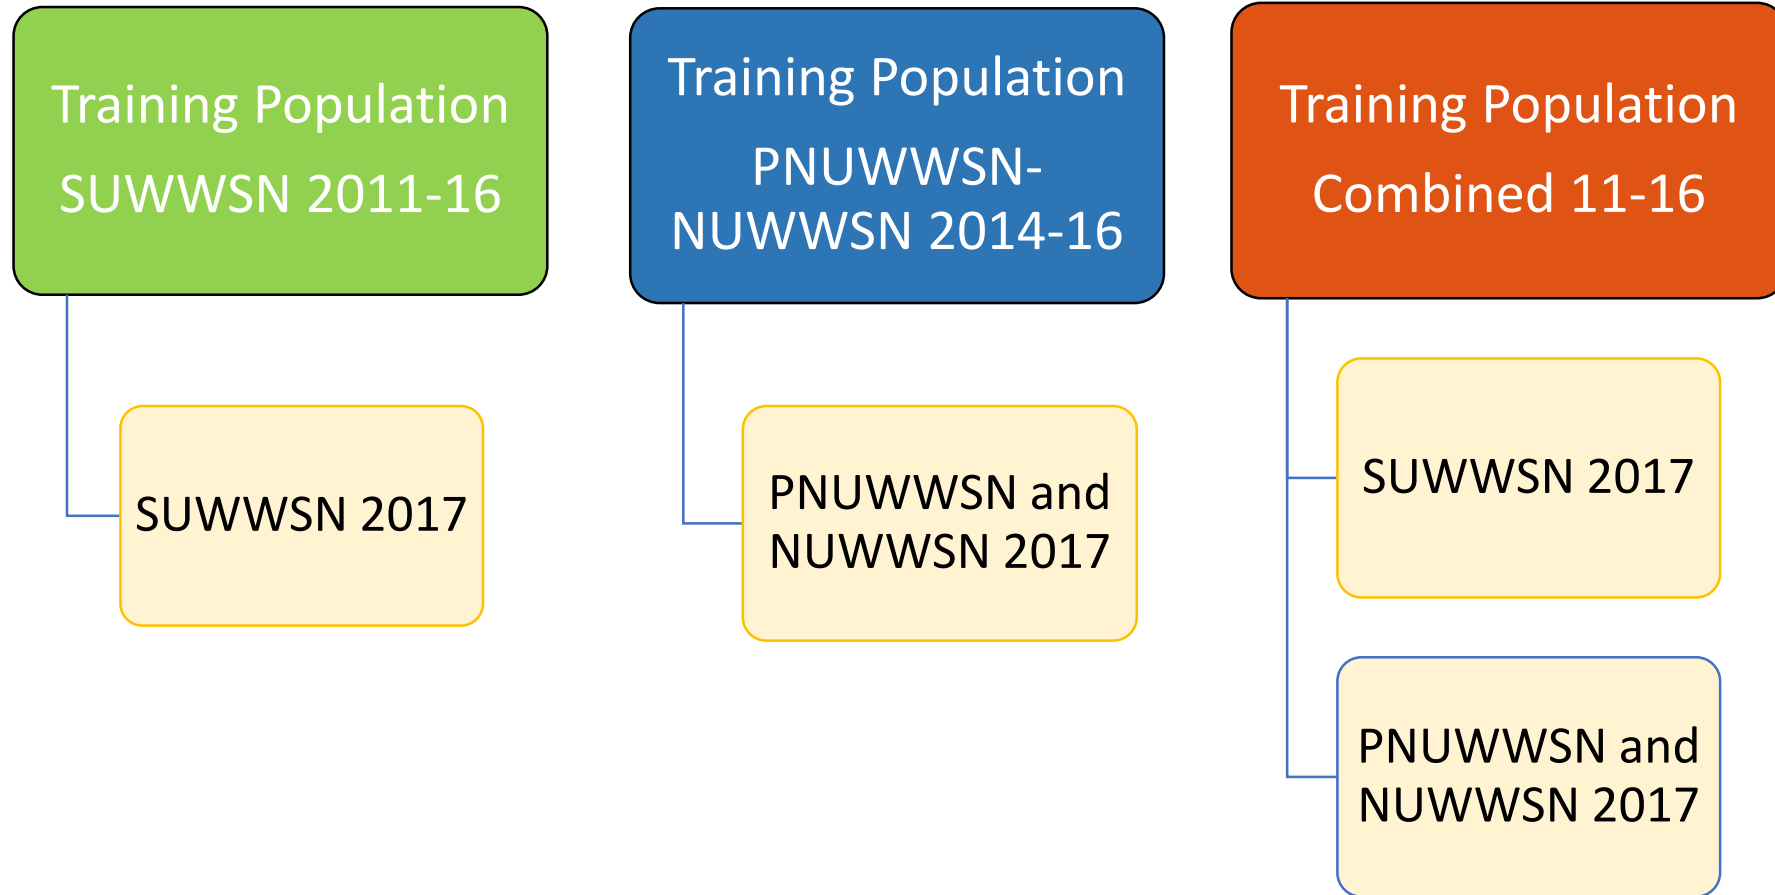 Training Population
SUWWSN 2011-16
SUWWSN 2017
Training Population
PNUWWSN-
NUWWSN 2014-16
PNUWWSN and
NUWWSN 2017
Training Population
Combined 11-16
SUWWSN 2017
PNUWWSN and
NUWWSN 2017